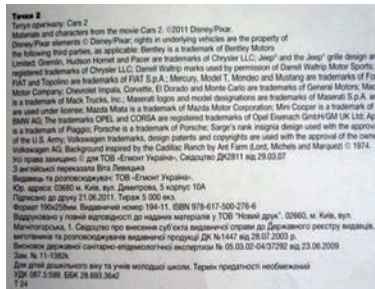 Тачки 2
Титул оригіналу: Cars 2
Materials and characters from the movie Cars 2. ©2011 Disney/Pixar.
Disney/Pixar elements © Disney/Pixar; rights in underlying vehicles are the property of
the following third parties, as applicable: Bentley is a trademark of Bentley Motors
Limited; Gremlin, Hudson Hornet and Pacer are trademarks of Chrysler LLC; Jeep® and the Jeep® grille design are
registered trademarks of Chrysler LLC; Darrell Waltrip marks used by permission of Darrell Waltrip Motor Sports;
FIAT and Topolino are trademarks of FIAT S.p.A.; Mercury, Model T, Mondeo and Mustang are trademarks of
Motor Company; Chevrolet Impala, Corvette, El Dorado and Monte Carlo are trademarks of General Motors;
is a trademark of Mack Trucks, Inc.; Maserati logos and model designations are trademarks of Maserati S.p.A.
are used under license; Mazda Miata is a trademark of Mazda Motor Corporation; Mini Cooper is a trademark of
BMW AG; The trademarks OPEL and CORSA are registered trademarks of Opel Eisenach GmbH/GM UK Ltd;
is a trademark of Piaggio; Porsche is a trademark of Porsche; Sarge's rank insignia design used with the approval
of the U.S. Army; Volkswagen trademarks, design patents and copyrights are used with the approval of the owner
Volkswagen AG; Background inspired by the Cadillac Ranch by Ant Farm (Lord, Michels and Marquez) © 1974.
Усі права захищено © для ТОВ «Егмонт Україна», Свідоцтво ДК2811 від 29.03.07
З англійської переклала Віта Левицька
Видавець та розповсюджувач: ТОВ «Егмонт Україна».
Юр. адреса: 03680 м. Київ, вул. Димитрова, 5 корпус 10А
Підписано до друку 21.06.2011. Тираж 5 000 екз.
Формат 190х258мм. Видавничий номер 194-11. ISBN 978-617-500-276-6
Віддруковано у повній відповідності до наданих матеріалів у ТОВ "Новий друк". 02660, м. Київ, вул.
Магнітогорська, 1. Свідоцтво про внесення суб'єкта видавничої справи до Державного реєстру видавців,
виготівників та розповсюджувачів видавничої продукції ДК №1447 від 28.07.2003 р.
Висновок державної санітарно-епідеміологічної експертизи № 05.03.02-04/37292 від 23.06.2009
Зам. № 11-1382k
Для дітей дошкільного віку та учнів молодшої школи. Термін придатності необмежений
УДК 087.5:599. ББК 28.693.36я2
Т 24